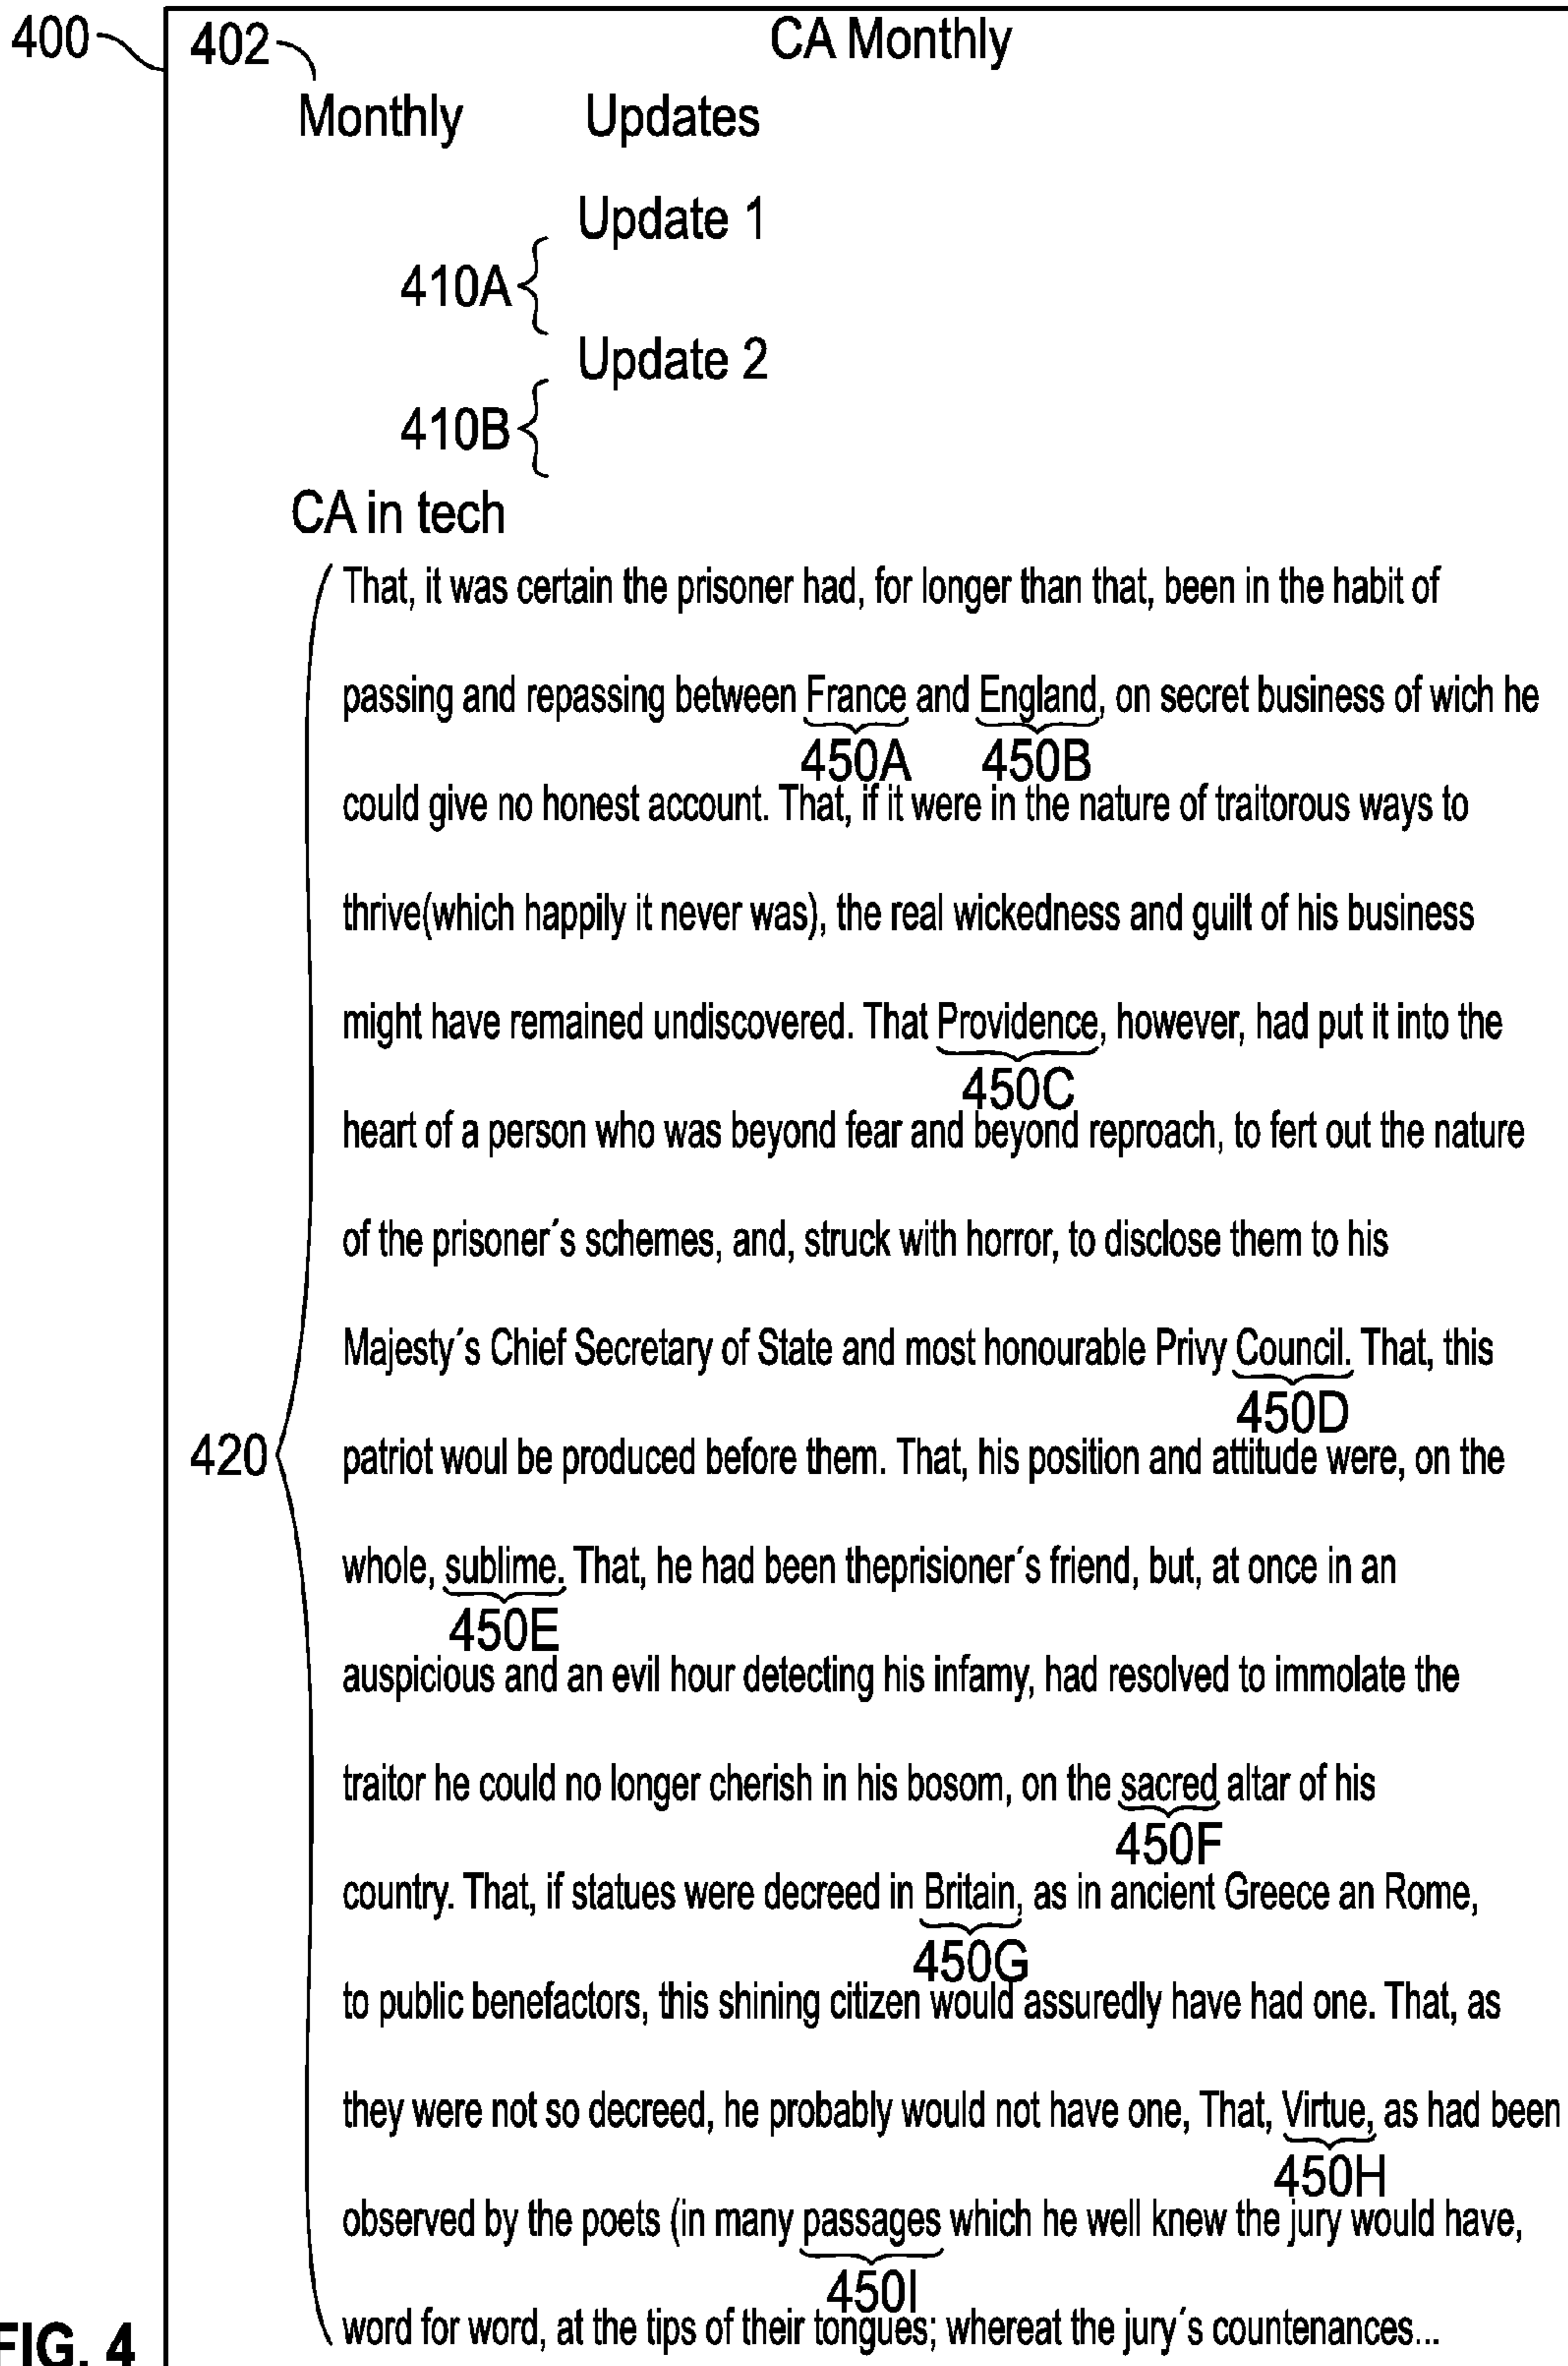 400 402 CA Monthly
Monthly Updates
Update 1
410A
Update 2
410B
CA in tech
That, it was certain the prisoner had, for longer than that, been in the habit of
passing and repassing between France and England, on secret business of wich he
450A 450B
could give no honest account. That, if it were in the nature of traitorous ways to
thrive(which happily it never was), the real wickedness and guilt of his business
might have remained undiscovered. That Providence, however, had put it into the
450C
heart of a person who was beyond fear and beyond reproach, to fert out the nature
of the prisoner´s schemes, and, struck with horror, to disclose them to his
Majesty´s Chief Secretary of State and most honourable Privy Council. That, this
450D
420 patriot woul be produced before them. That, his position and attitude were, on the
whole, sublime. That, he had been theprisioner´s friend, but, at once in an
450E
auspicious and an evil hour detecting his infamy, had resolved to immolate the
traitor he could no longer cherish in his bosom, on the sacred altar of his
450F
country. That, if statues were decreed in Britain, as in ancient Greece an Rome,
450G
to public benefactors, this shining citizen would assuredly have had one. That, as
they were not so decreed, he probably would not have one, That, Virtue, as had been
450H
observed by the poets (in many passages which he well knew the jury would have,
450I
word for word, at the tips of their tongues; whereat the jury´s countenances...
FIG. 4